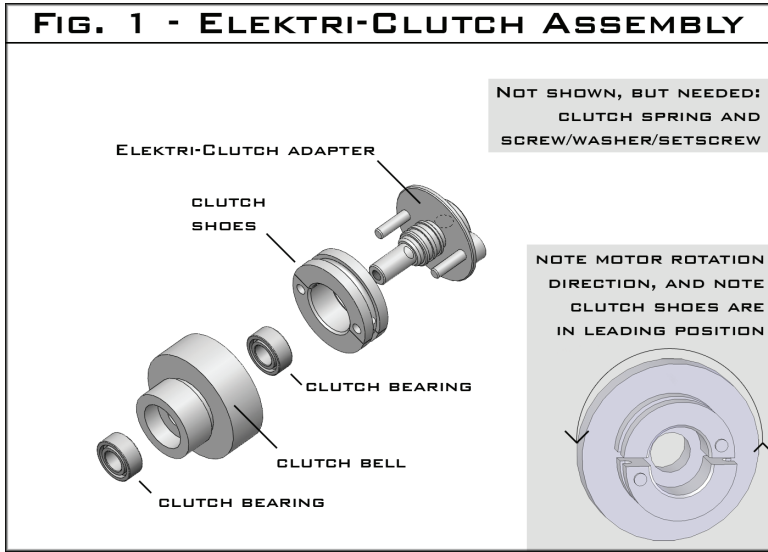 Fig. 1 - Elektri-Clutch Assembly
Not shown, but needed:
clutch spring and
screw/washer/setscrew
Elektri-Clutch adapter
clutch
shoes
note motor rotation
direction, and note
clutch shoes are
in leading position
clutch bearing
clutch bell
clutch bearing